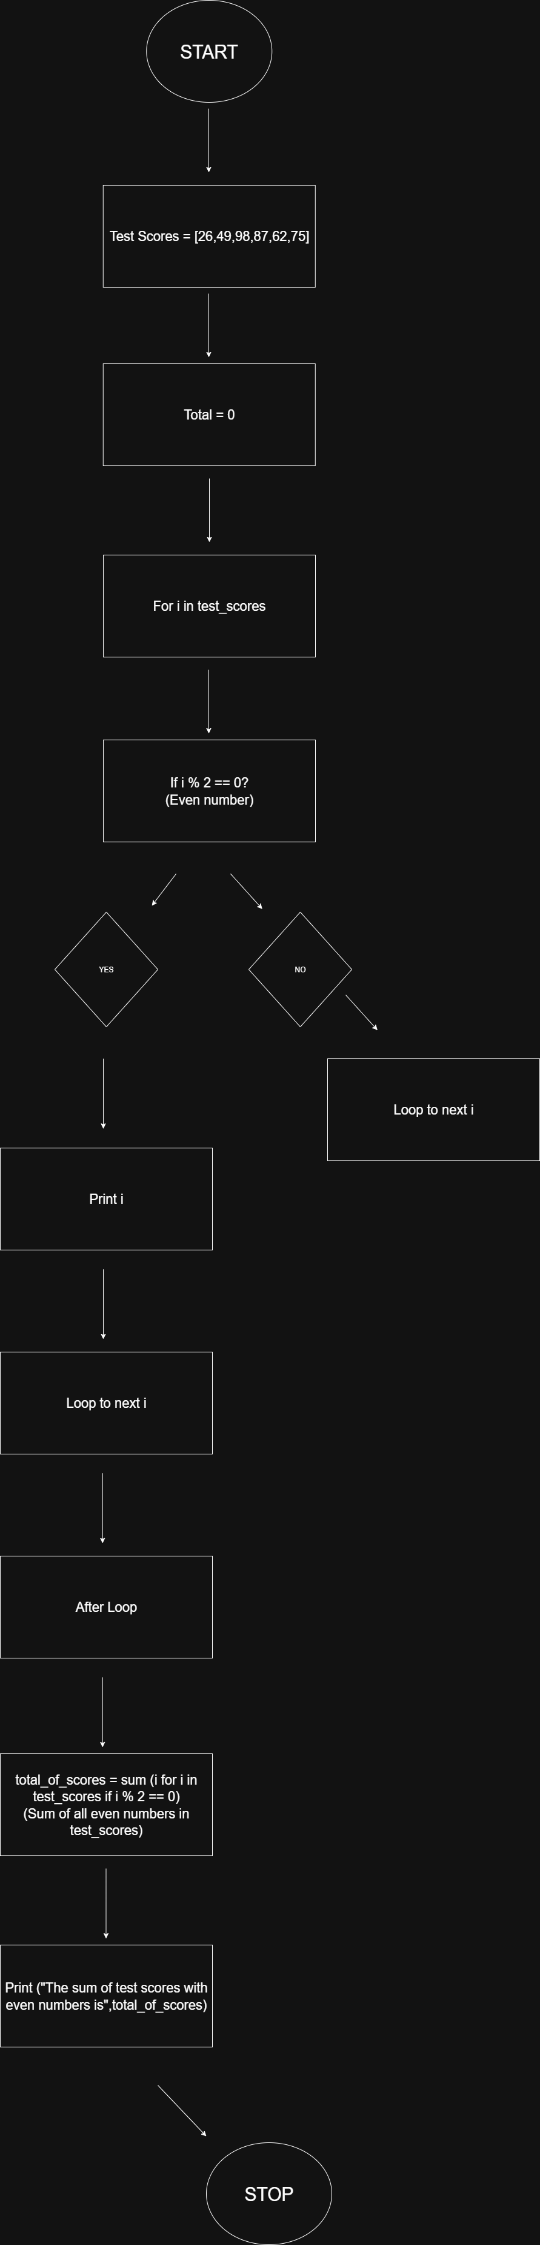 START
Test Scores = [26,49,98,87,62,75]
Total = 0
For i in test_scores
If i % 2 == 0?
(Even number)
YES
NO
Loop to next i
Print i
Loop to next i
After Loop
total_of_scores = sum (i for i in
test_scores if i % 2 == 0)
(Sum of all even numbers in
test_scores)
Print ("The sum of test scores with
even numbers is",total_of_scores)
STOP